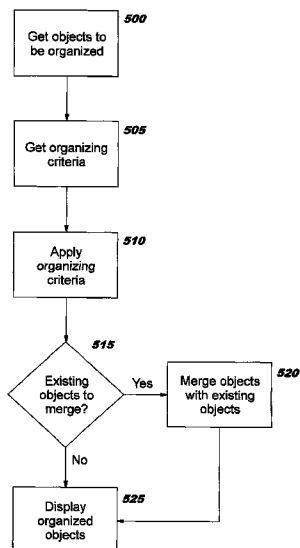 500
Get objects to
be organized
505
Get organizing
criteria
510
Apply
organizing
criteria
515
Existing
objects to
merge?
Yes
520
Merge objects
with existing
objects
No
525
Display
organized
objects